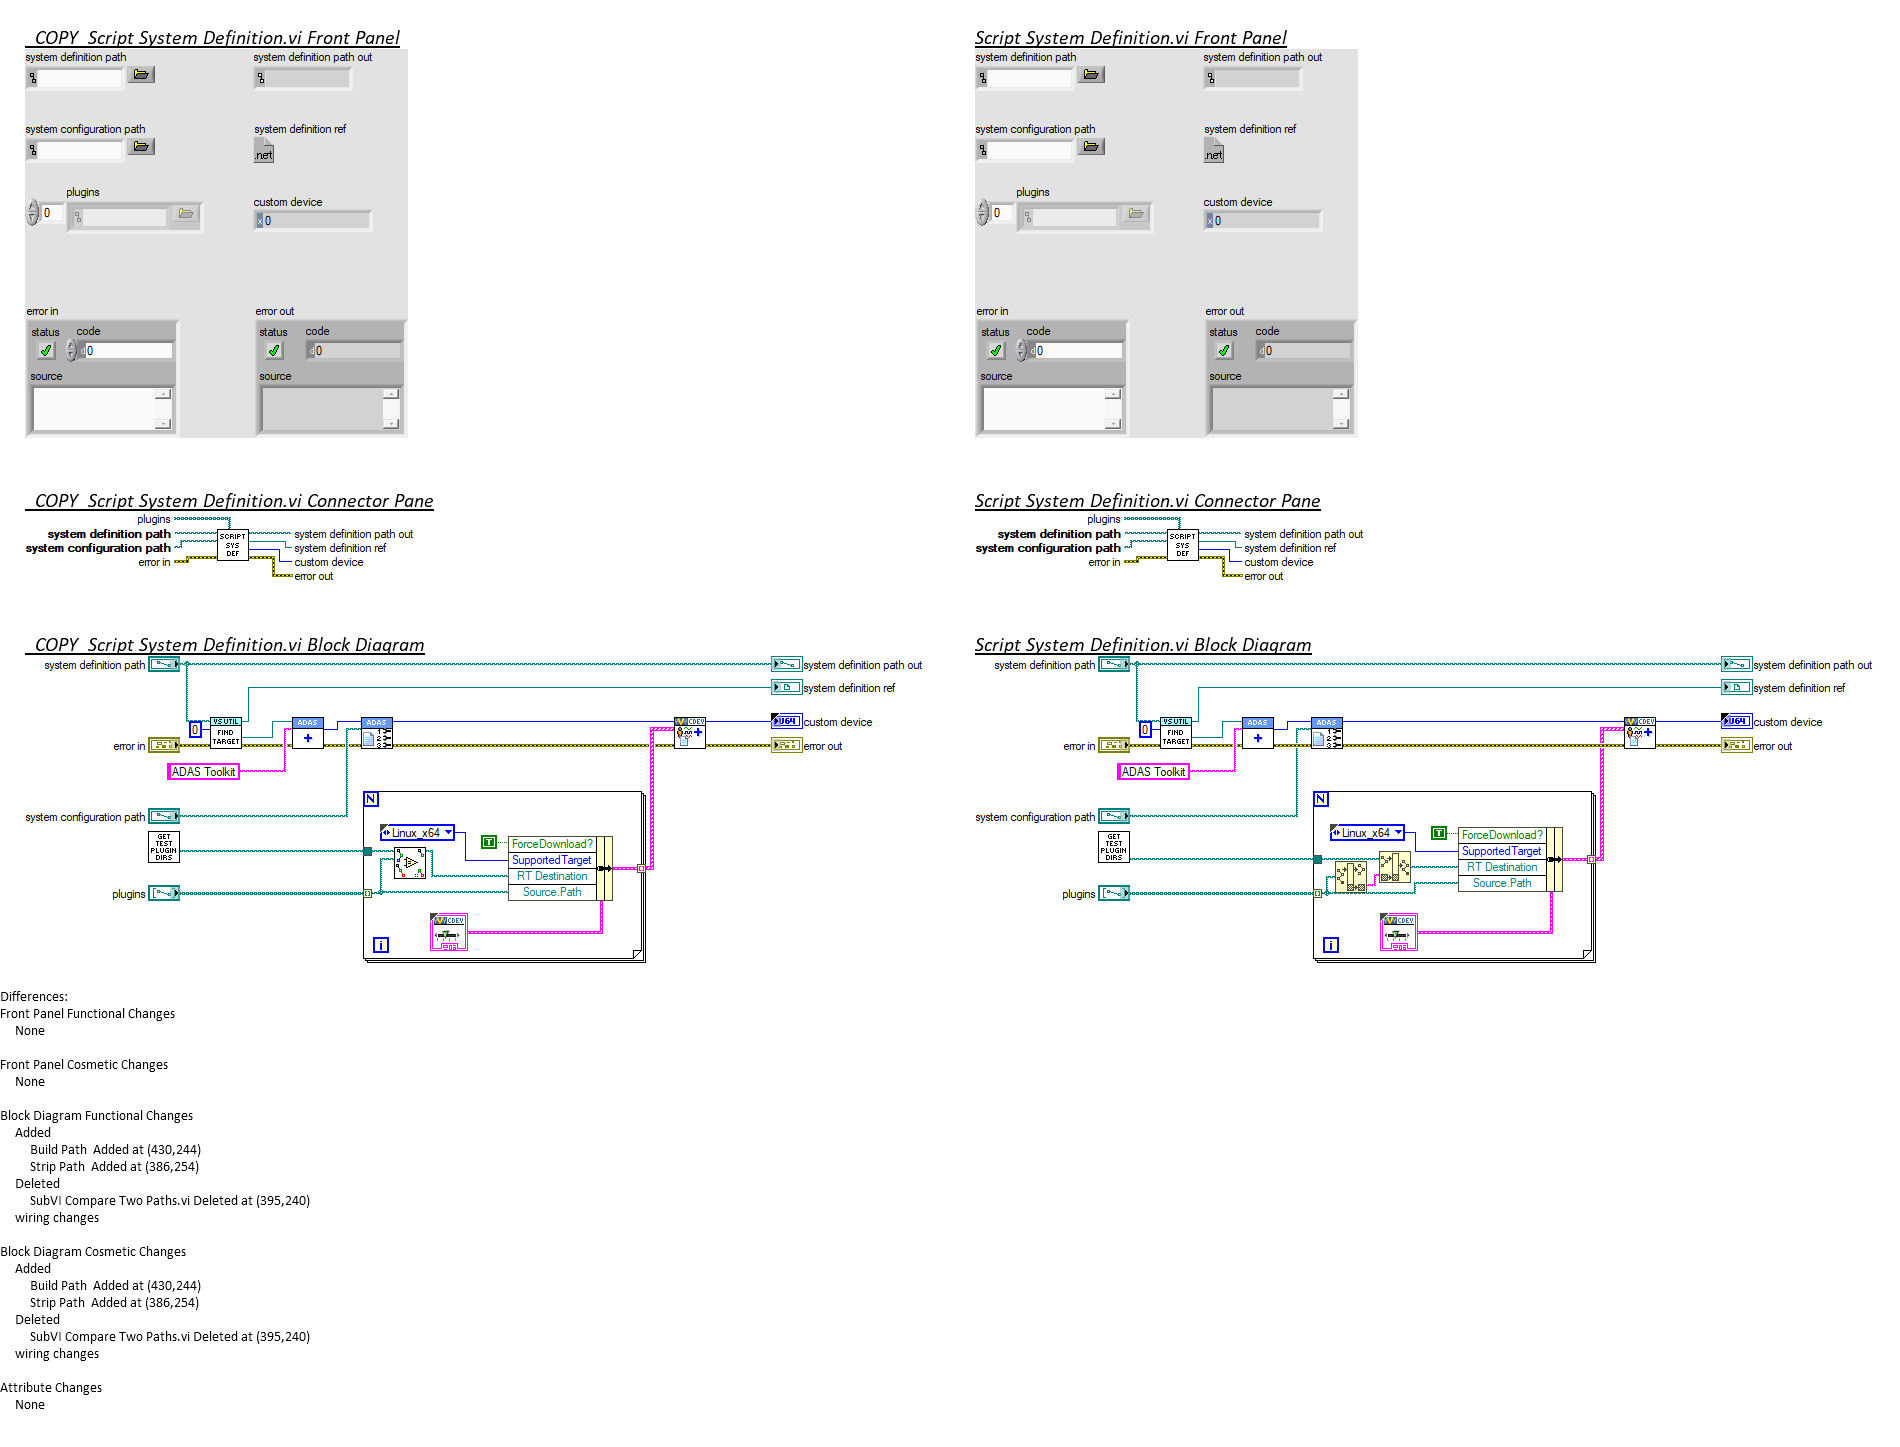 _COPY_Script System Definition.vi Front Panel
system definition path
system definition path out
system configuration path
system definition ref
.net
plugins
0
custom device
x 0
error in
error out
status
code
d 0
status
code
d 0
source
source
Script System Definition.vi Front Panel
system definition path
system definition path out
system configuration path
system definition ref
.net
plugins
0
custom device
x 0
error in
error out
status
code
d 0
status
code
d 0
source
source
_COPY_Script System Definition.vi Connector Pane
plugins
system definition path
system configuration path
error in
SCRIPT
SYS
DEF
system definition path out
system definition ref
custom device
error out
Script System Definition.vi Connector Pane
plugins
system definition path
system configuration path
error in
SCRIPT
SYS
DEF
system definition path out
system definition ref
custom device
error out
_COPY_Script System Definition.vi Block Diagram
system definition path
system definition path out
system definition ref
0
VS UTIL
FIND
TARGET
ADAS
ADAS
1
2
3
CDEV
U64
custom device
error in
error out
ADAS Toolkit
system configuration path
N
GET
TEST
PLUGIN
DIRS
Linux_x64
T
ForceDownload?
SupportedTarget
RT Destination
Source.Path
plugins
CDEV
i
Script System Definition.vi Block Diagram
system definition path
system definition path out
system definition ref
0
VS UTIL
FIND
TARGET
ADAS
ADAS
1
2
3
CDEV
U64
custom device
error in
error out
ADAS Toolkit
system configuration path
N
GET
TEST
PLUGIN
DIRS
Linux_x64
T
ForceDownload?
SupportedTarget
RT Destination
Source.Path
plugins
CDEV
i
Differences:
Front Panel Functional Changes
None
Front Panel Cosmetic Changes
None
Block Diagram Functional Changes
Added
Build Path  Added at (430,244)
Strip Path  Added at (386,254)
Deleted
SubVI Compare Two Paths.vi Deleted at (395,240)
wiring changes
Block Diagram Cosmetic Changes
Added
Build Path  Added at (430,244)
Strip Path  Added at (386,254)
Deleted
SubVI Compare Two Paths.vi Deleted at (395,240)
wiring changes
Attribute Changes
None